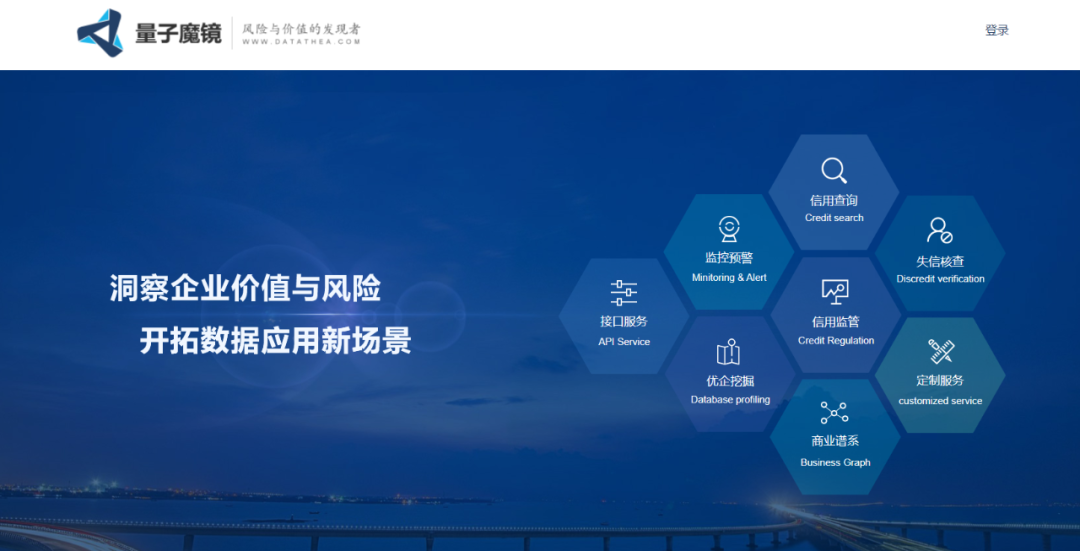 量子魔镜
风险与价值的发现者
WWW.DATATHEA.COM
登录
洞察企业价值与风险
开拓数据应用新场景
信用查询
Credit search
监控预警
Minitoring & Alert
失信核查
Discredit verification
接口服务
API Service
信用监管
Credit Regulation
优企挖掘
Database profiling
定制服务
customized service
商业谱系
Business Graph